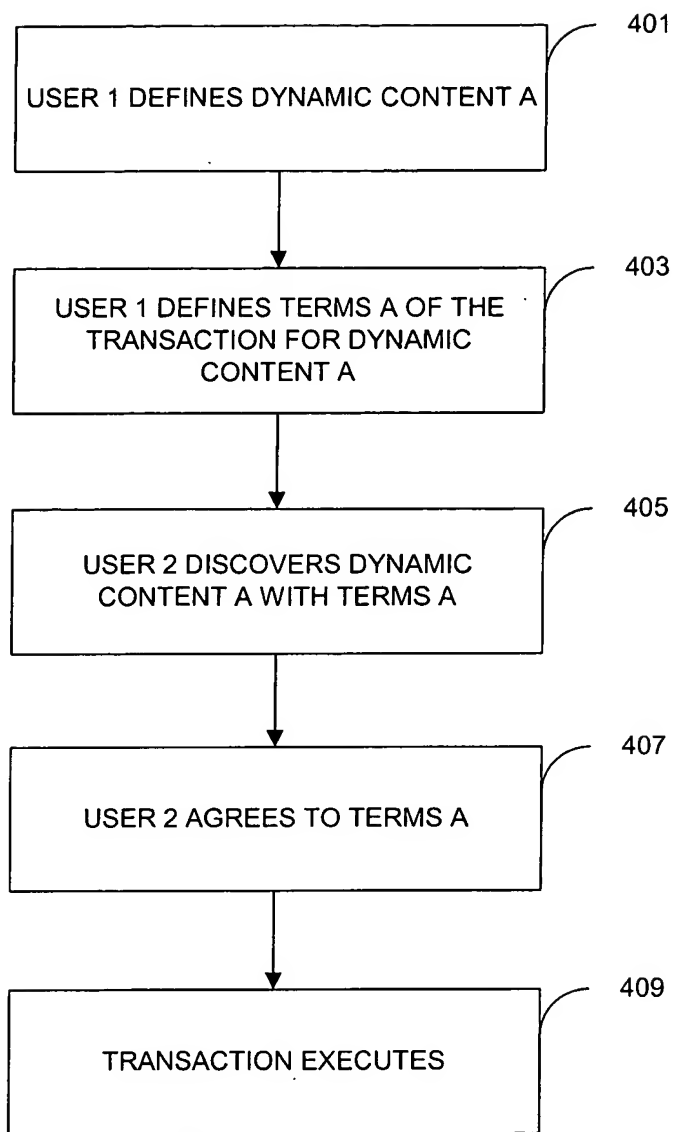 401
USER 1 DEFINES DYNAMIC CONTENT A
403
USER 1 DEFINES TERMS A OF THE
TRANSACTION FOR DYNAMIC
CONTENT A
405
USER 2 DISCOVERS DYNAMIC
CONTENT A WITH TERMS A
407
USER 2 AGREES TO TERMS A
409
TRANSACTION EXECUTES